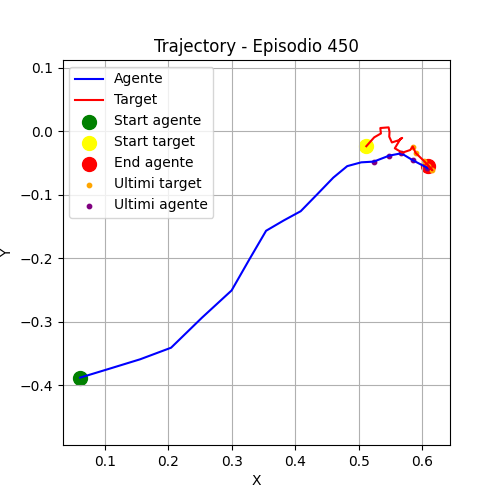 Trajectory - Episodio 450
Agente
Target
Start agente
Start target
End agente
Ultimi target
Ultimi agente
0.1
0.0
−0.1
−0.2
−0.3
−0.4
Y
0.1 0.2 0.3 0.4 0.5 0.6
X